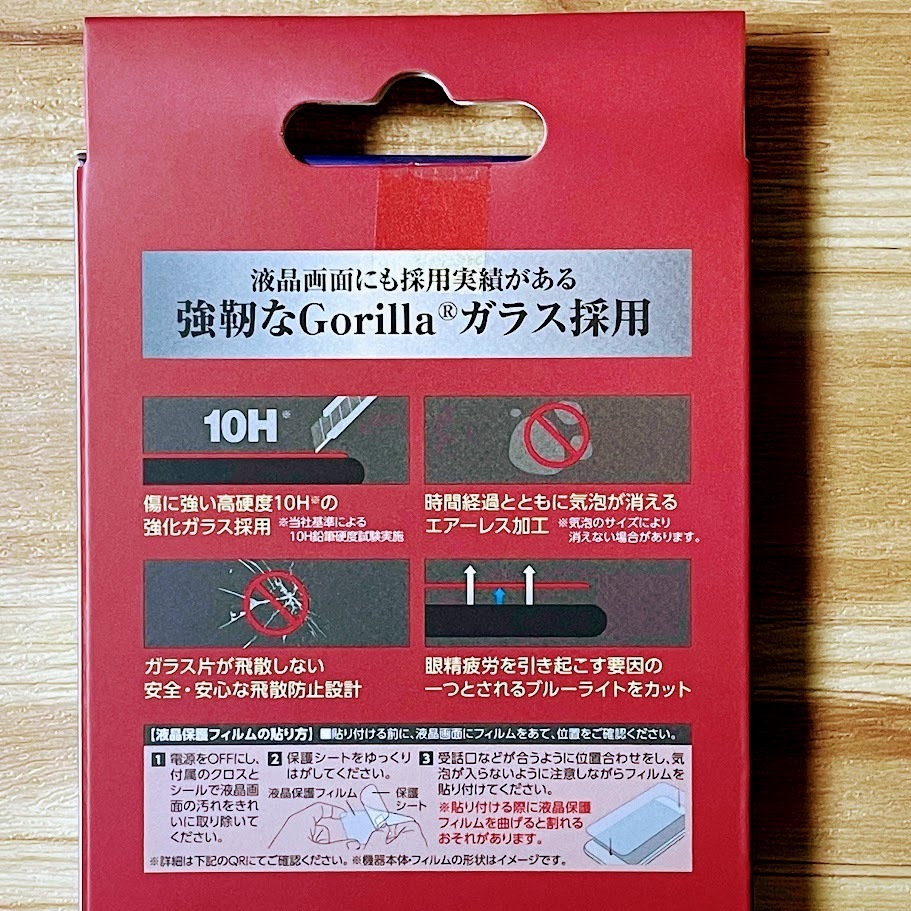 液晶画面にも採用実績がある
強靭なGorilla®ガラス採用
10H※
傷に強い高硬度10H※の
強化ガラス採用 ※当社基準による
10H鉛筆硬度試験実施
時間経過とともに気泡が消える
エアーレス加工 ※気泡のサイズにより
消えない場合があります。
ガラス片が飛散しない
安全・安心な飛散防止設計
眼精疲労を引き起こす要因の
一つとされるブルーライトをカット
【液晶保護フィルムの貼り方】 ■貼り付ける前に、液晶画面にフィルムをあて、位置をご確認ください。
1 電源をOFFにし、
付属のクロスと
シールで液晶画
面の汚れをきれ
いに取り除いて
ください。
2 保護シートをゆっくり
はがしてください。
液晶保護フィルム
保護
シート
3 受話口などが合うように位置合わせをし、気
泡が入らないように注意しながらフィルムを
貼り付けてください。
※貼り付ける際に液晶保護
フィルムを曲げると割れる
おそれがあります。
※詳細は下記のQRにてご確認ください。※機器本体・フィルムの形状はイメージです。